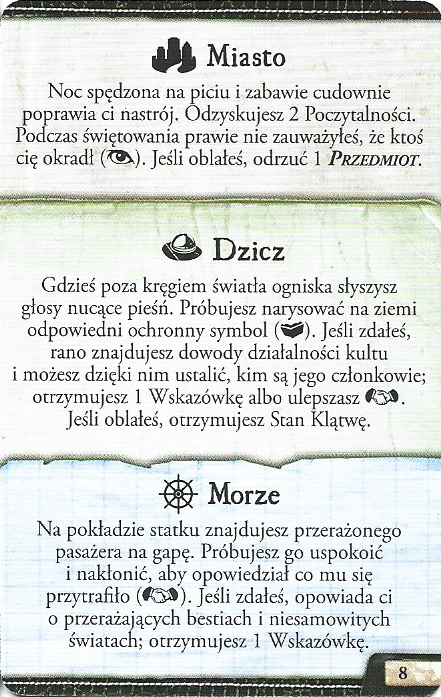 Miasto
Noc spędzona na piciu i zabawie cudownie
poprawia ci nastrój. Odzyskujesz 2 Poczytalności.
Podczas świętowania prawie nie zauważyłeś, że ktoś
cię okradł (). Jeśli oblałeś, odrzuć 1 PRZEDMIOT.
Dzicz
Gdzieś poza kręgiem światła ogniska słyszysz
głosy nucące pieśń. Próbujesz narysować na ziemi
odpowiedni ochronny symbol (). Jeśli zdałeś,
rano znajdujesz dowody działalności kultu
i możesz dzięki nim ustalić, kim są jego członkowie;
otrzymujesz 1 Wskazówkę albo ulepszasz .
Jeśli oblałeś, otrzymujesz Stan Klątwę.
Morze
Na pokładzie statku znajdujesz przerażonego
pasażera na gapę. Próbujesz go uspokoić
i nakłonić, aby opowiedział co mu się
przytrafiło (). Jeśli zdałeś, opowiada ci
o przerażających bestiach i niesamowitych
światach; otrzymujesz 1 Wskazówkę.
8